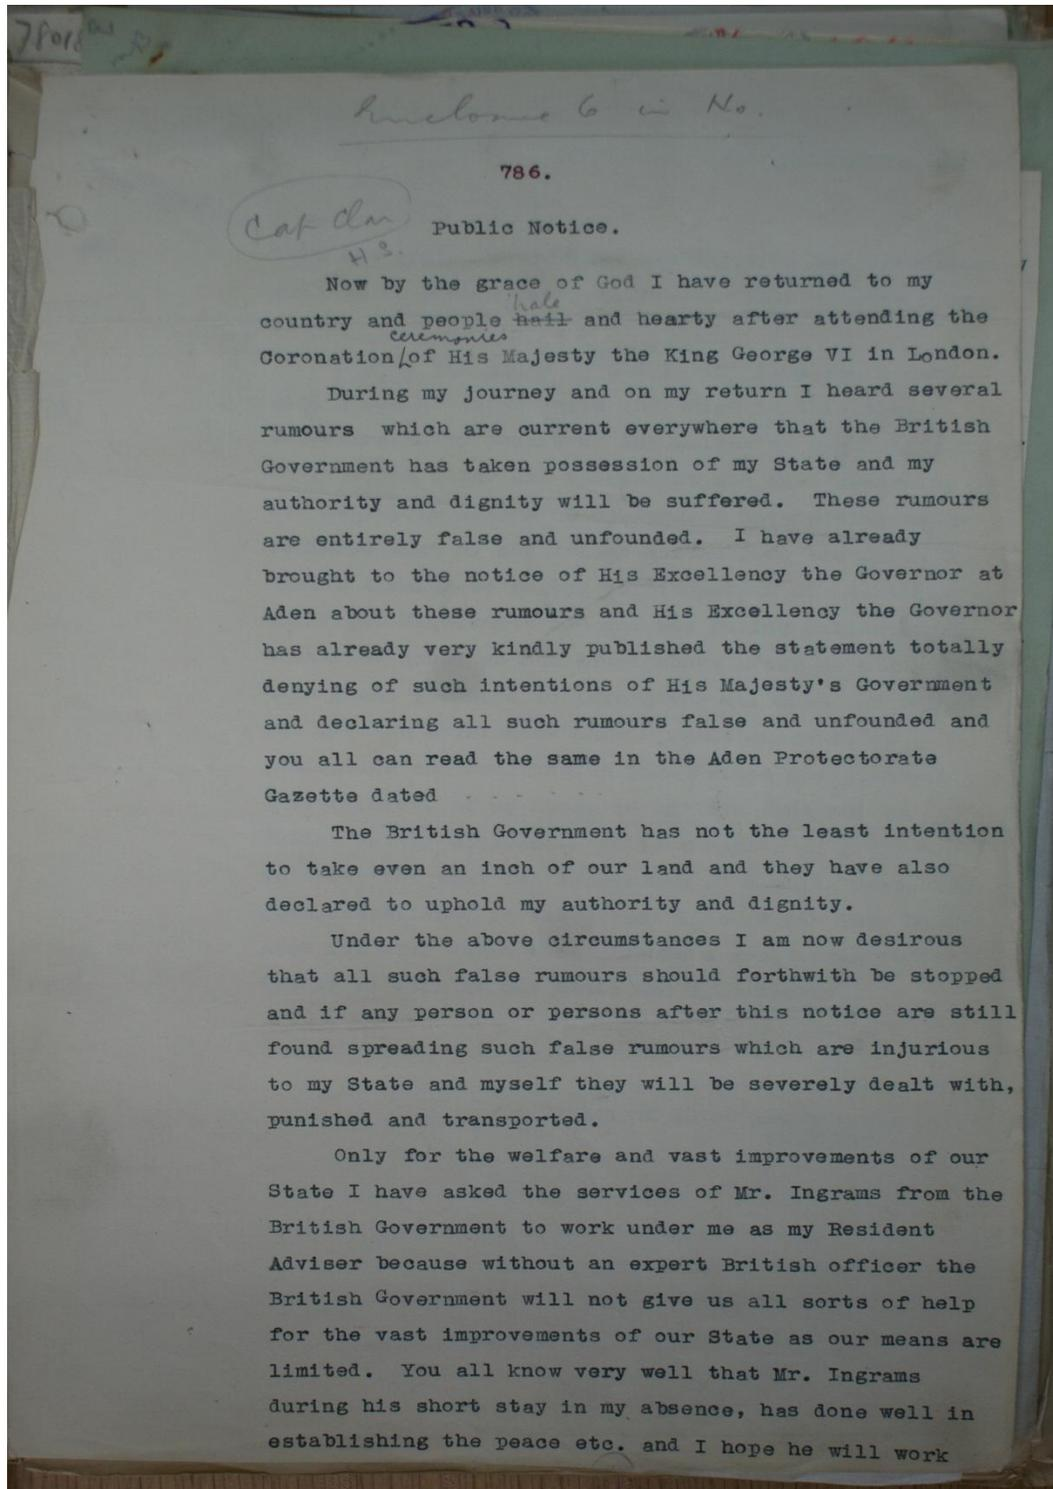 78018
Enclosure 6 in No.
786.
Public Notice.
H S.
Now by the grace of God I have returned to my
hale
country and people hail and hearty after attending the
ceremonies
Coronation of His Majesty the King George VI in London.
During my journey and on my return I heard several
rumours which are current everywhere that the British
Government has taken possession of my State and my
authority and dignity will be suffered. These rumours
are entirely false and unfounded. I have already
brought to the notice of His Excellency the Governor at
Aden about these rumours and His Excellency the Governor
has already very kindly published the statement totally
denying of such intentions of His Majesty's Government
and declaring all such rumours false and unfounded and
you all can read the same in the Aden Protectorate
Gazette dated - - - - - -
The British Government has not the least intention
to take even an inch of our land and they have also
declared to uphold my authority and dignity.
Under the above circumstances I am now desirous
that all such false rumours should forthwith be stopped
and if any person or persons after this notice are still
found spreading such false rumours which are injurious
to my State and myself they will be severely dealt with,
punished and transported.
Only for the welfare and vast improvements of our
State I have asked the services of Mr. Ingrams from the
British Government to work under me as my Resident
Adviser because without an expert British officer the
British Government will not give us all sorts of help
for the vast improvements of our State as our means are
limited. You all know very well that Mr. Ingrams
during his short stay in my absence, has done well in
establishing the peace etc. and I hope he will work